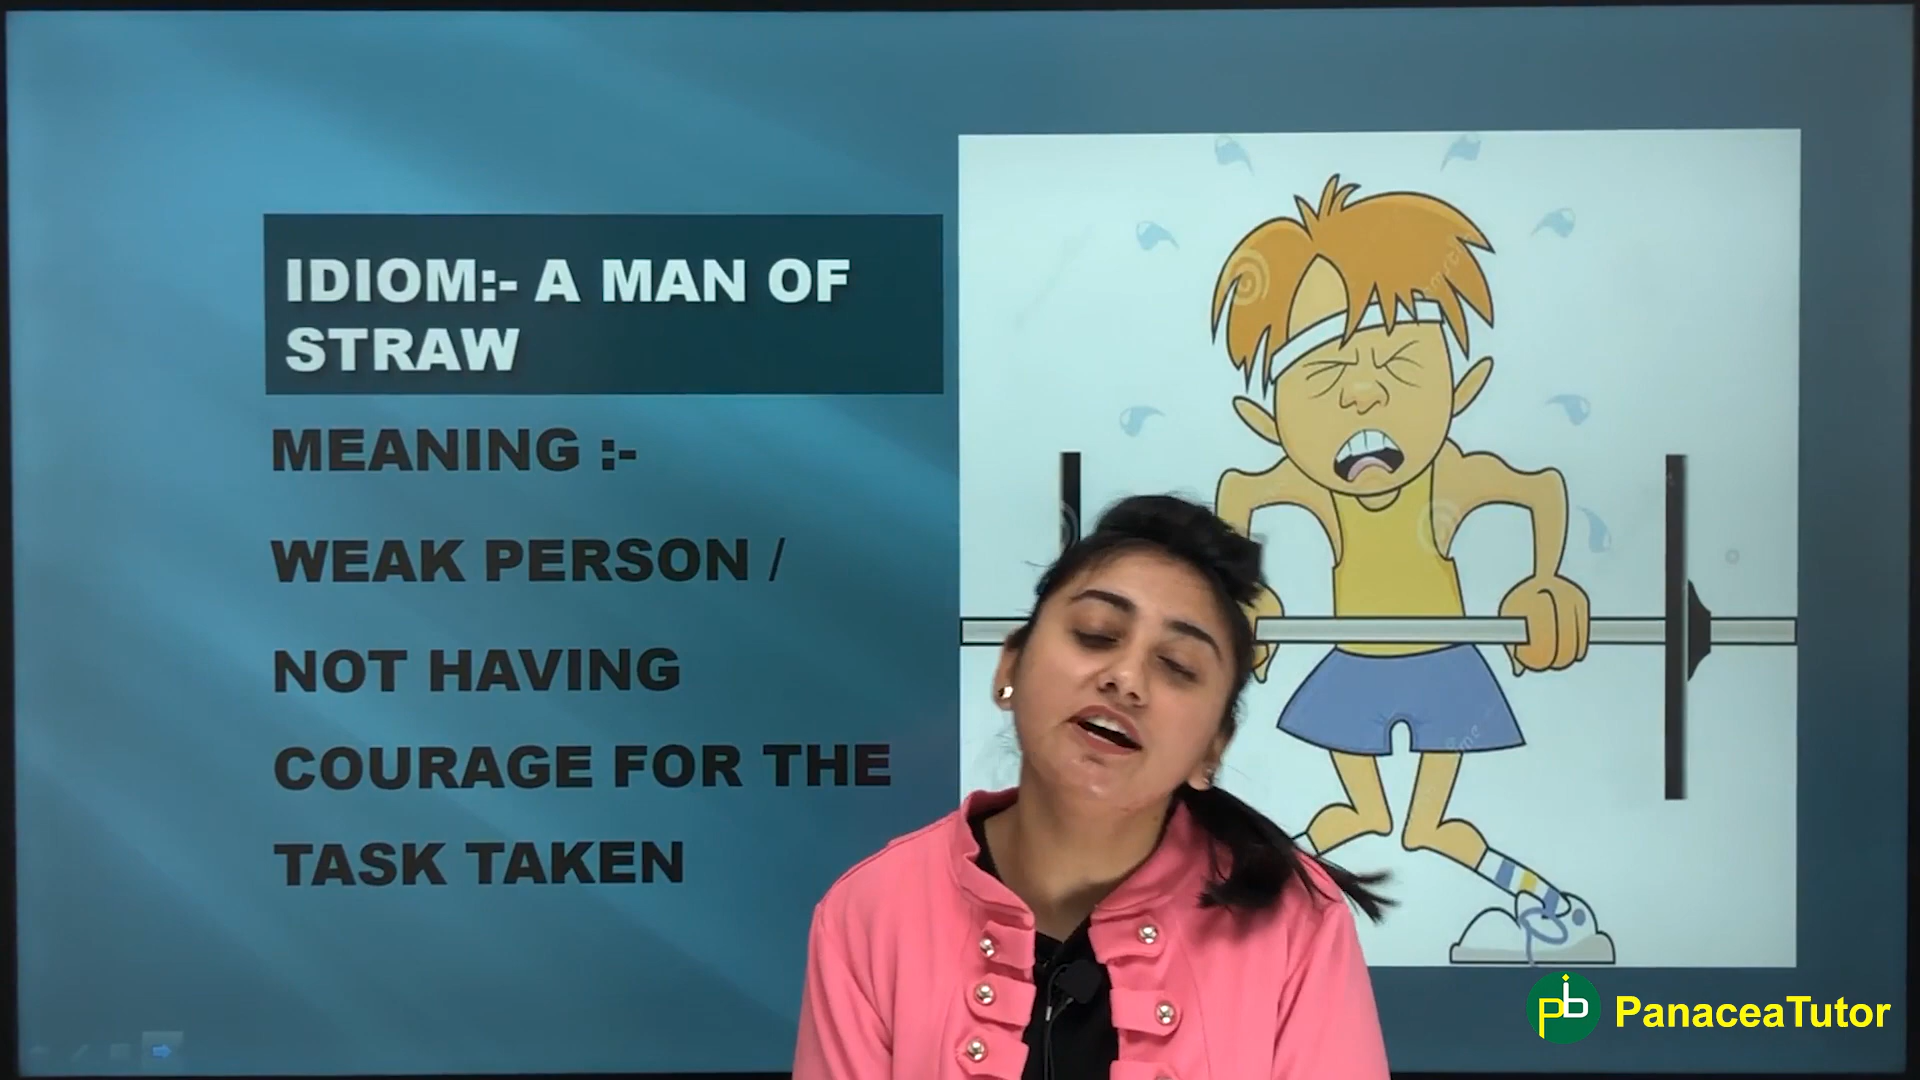 IDIOM:- A MAN OF
STRAW
MEANING :-
WEAK PERSON /
NOT HAVING
COURAGE FOR THE
TASK TAKEN
PanaceaTutor